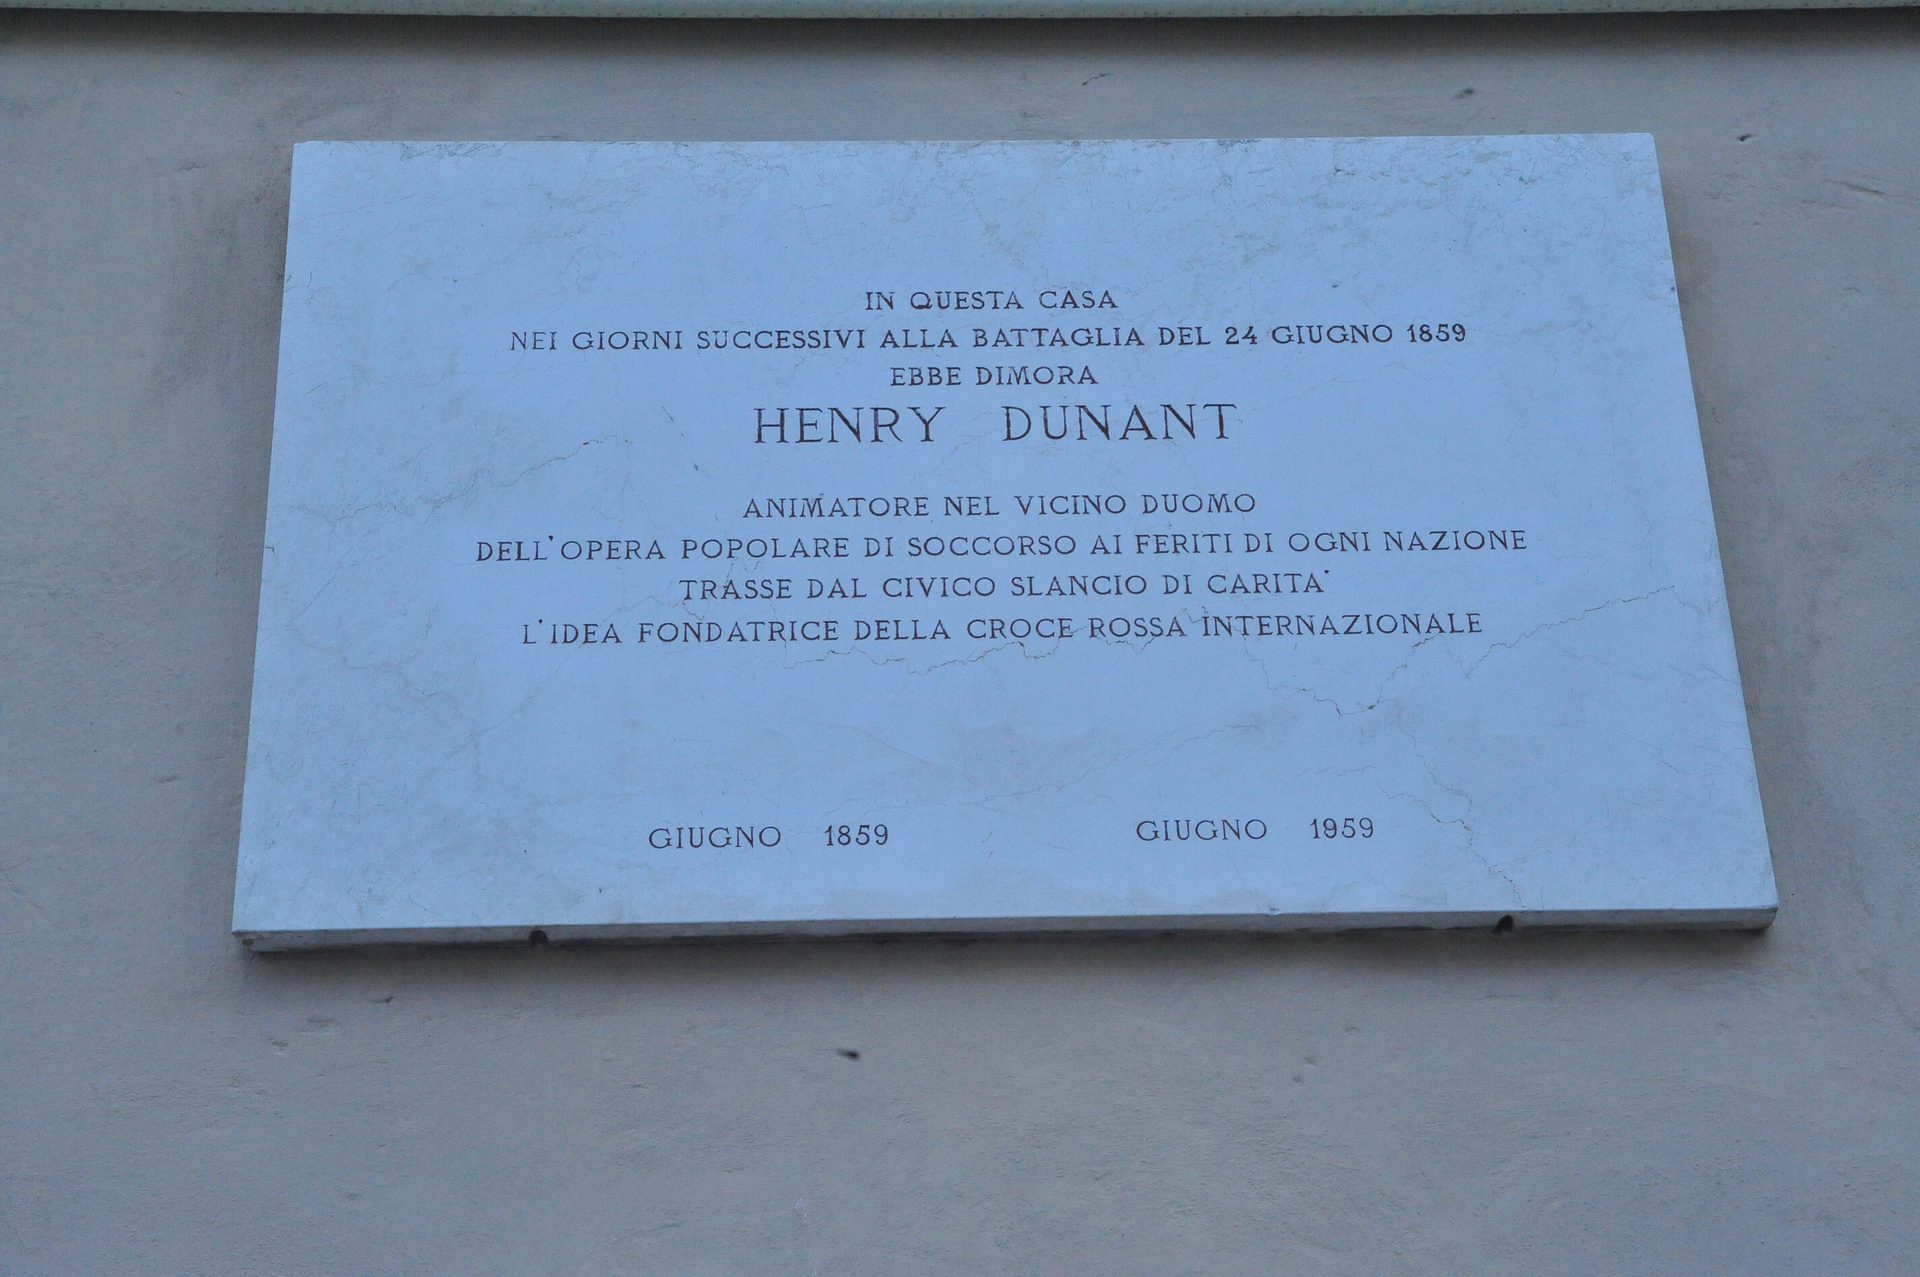 IN QUESTA CASA
NEI GIORNI SUCCESSIVI ALLA BATTAGLIA DEL 24 GIUGNO 1859
EBBE DIMORA
HENRY DUNANT
ANIMATORE NEL VICINO DUOMO
DELL'OPERA POPOLARE DI SOCCORSO AI FERITI DI OGNI NAZIONE
TRASSE DAL CIVICO SLANCIO DI CARITA'
L'IDEA FONDATRICE DELLA CROCE ROSSA INTERNAZIONALE
GIUGNO 1859 GIUGNO 1959